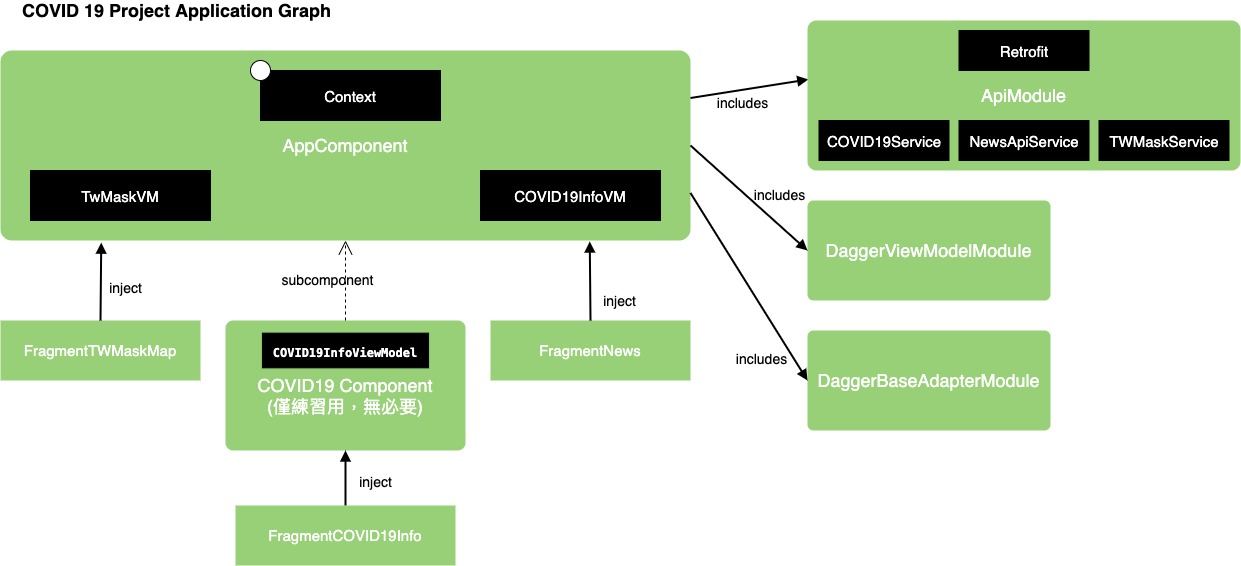 COVID 19 Project Application Graph
Context
AppComponent
TwMaskVM
COVID19InfoVM
includes
Retrofit
ApiModule
COVID19Service
NewsApiService
TWMaskService
includes
DaggerViewModelModule
includes
DaggerBaseAdapterModule
inject
subcomponent
inject
FragmentTWMaskMap
COVID19InfoViewModel
COVID19 Component
(僅練習用，無必要)
FragmentNews
inject
FragmentCOVID19Info